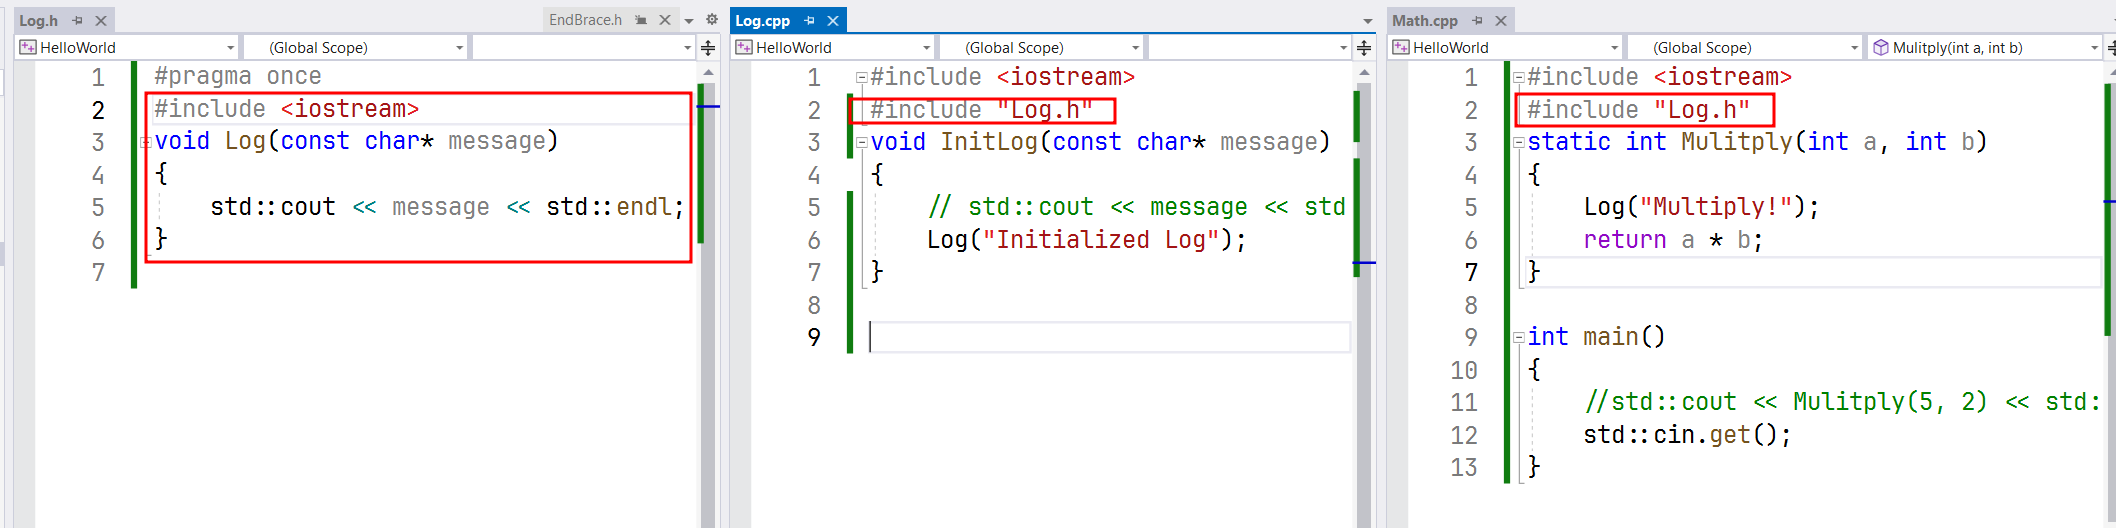 Log.h
EndBrace.h
HelloWorld
(Global Scope)
1 #pragma once
2 #include <iostream>
3 void Log(const char* message)
4 {
5 std::cout << message << std::endl;
6 }
7
Log.cpp
HelloWorld
(Global Scope)
1 #include <iostream>
2 #include "Log.h"
3 void InitLog(const char* message)
4 {
5 // std::cout << message << std
6 Log("Initialized Log");
7 }
8
9
Math.cpp
HelloWorld
(Global Scope)
Mulitply(int a, int b)
1 #include <iostream>
2 #include "Log.h"
3 static int Mulitply(int a, int b)
4 {
5 Log("Multiply!");
6 return a * b;
7 }
8
9 int main()
10 {
11 //std::cout << Mulitply(5, 2) << std:
12 std::cin.get();
13 }